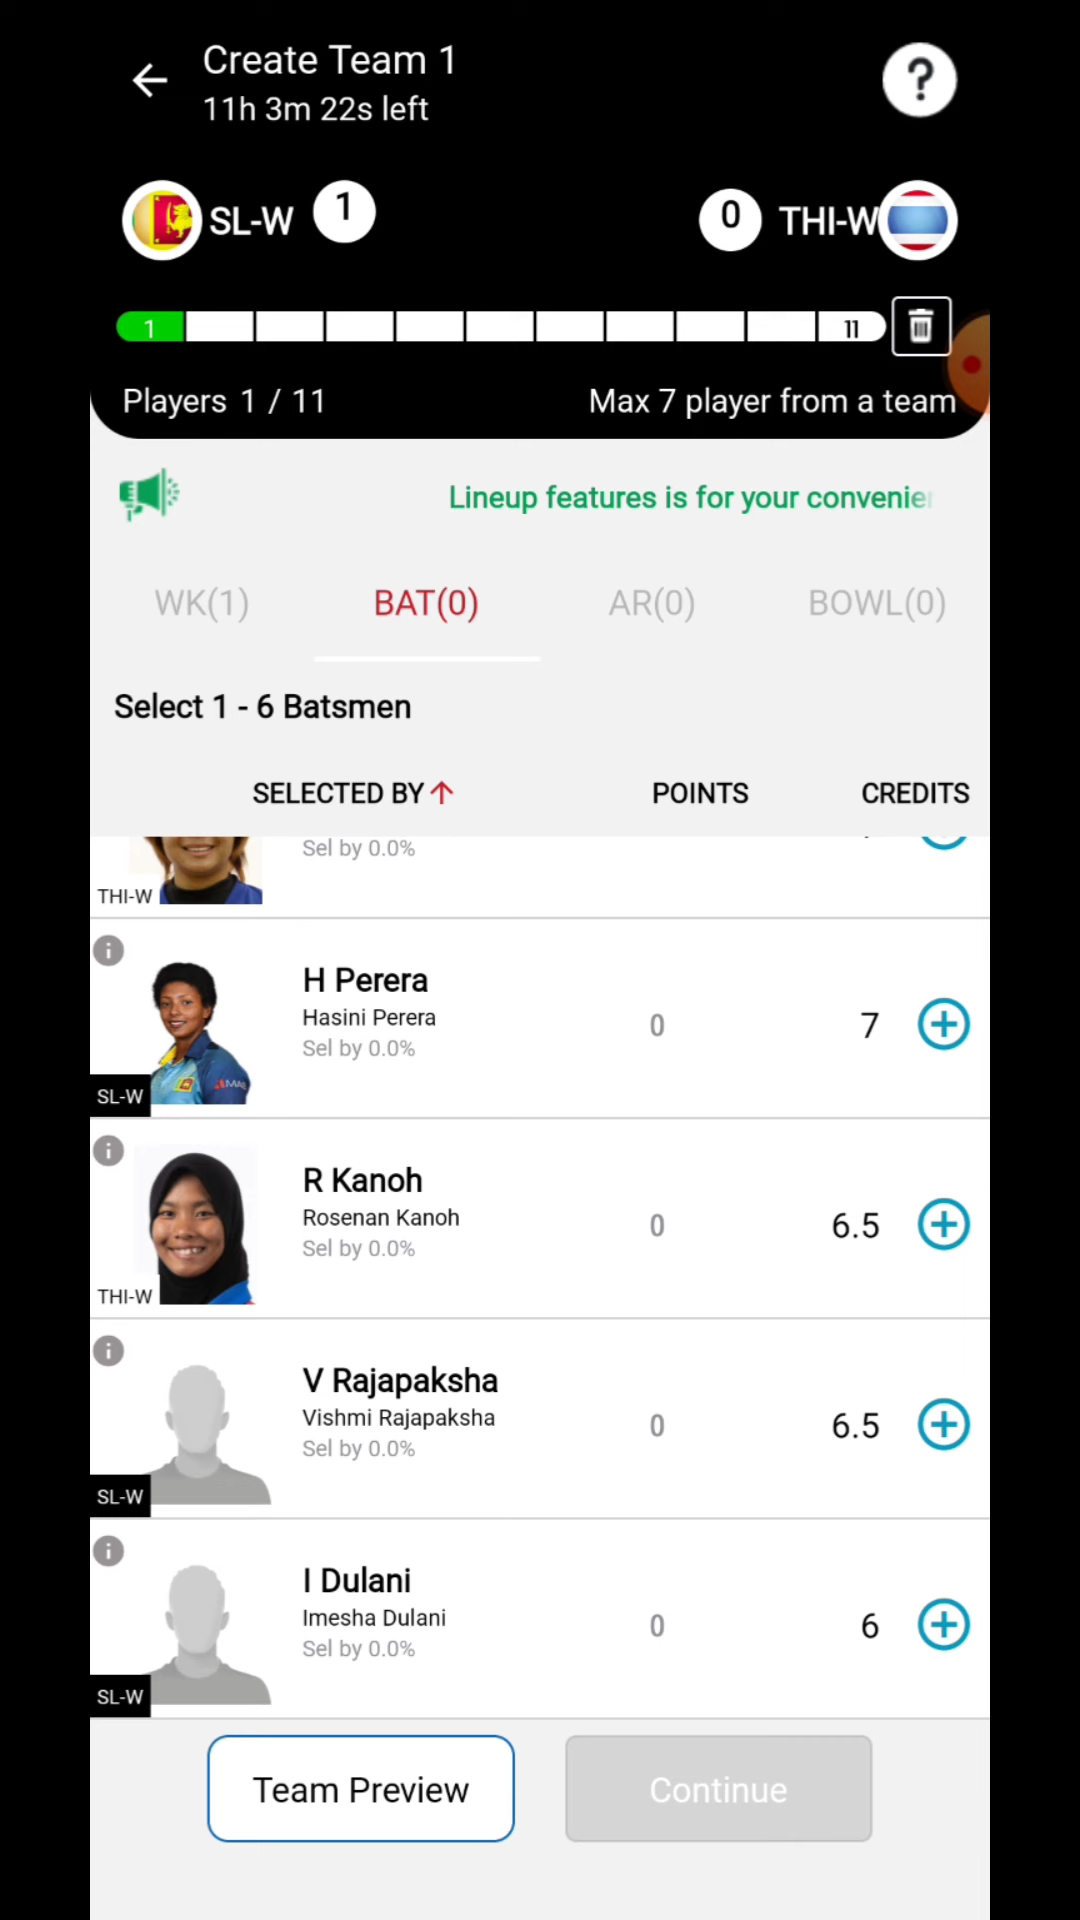 Create Team 1
11h 3m 22s left
?
SL-W 1
0 THI-W
1 11
Players 1 / 11
Max 7 player from a team
Lineup features is for your convenie
WK(1) BAT(0) AR(0) BOWL(0)
Select 1 - 6 Batsmen
SELECTED BY↑ POINTS CREDITS
Sel by 0.0%
THI-W
H Perera
Hasini Perera
Sel by 0.0%
0 7
SL-W
R Kanoh
Rosenan Kanoh
Sel by 0.0%
0 6.5
THI-W
V Rajapaksha
Vishmi Rajapaksha
Sel by 0.0%
0 6.5
SL-W
I Dulani
Imesha Dulani
Sel by 0.0%
0 6
SL-W
Team Preview
Continue